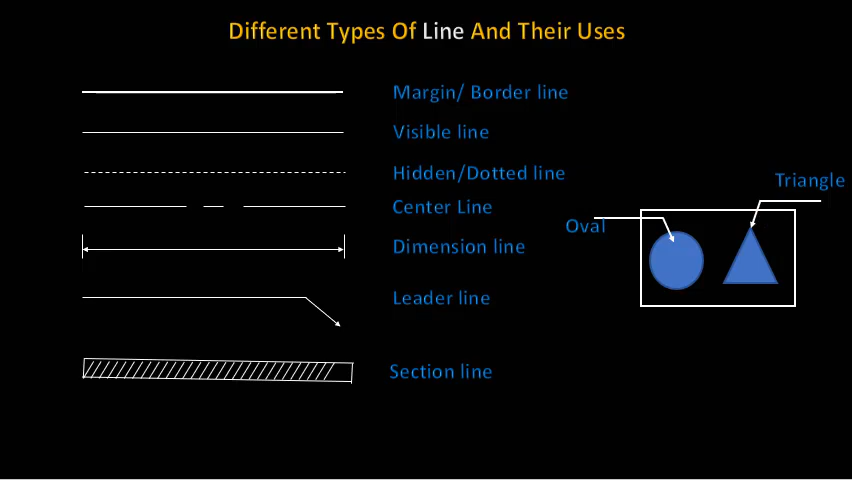 Different Types Of Line And Their Uses
Margin/ Border line
Visible line
Hidden/Dotted line
Center Line
Dimension line
Leader line
Section line
Triangle
Oval